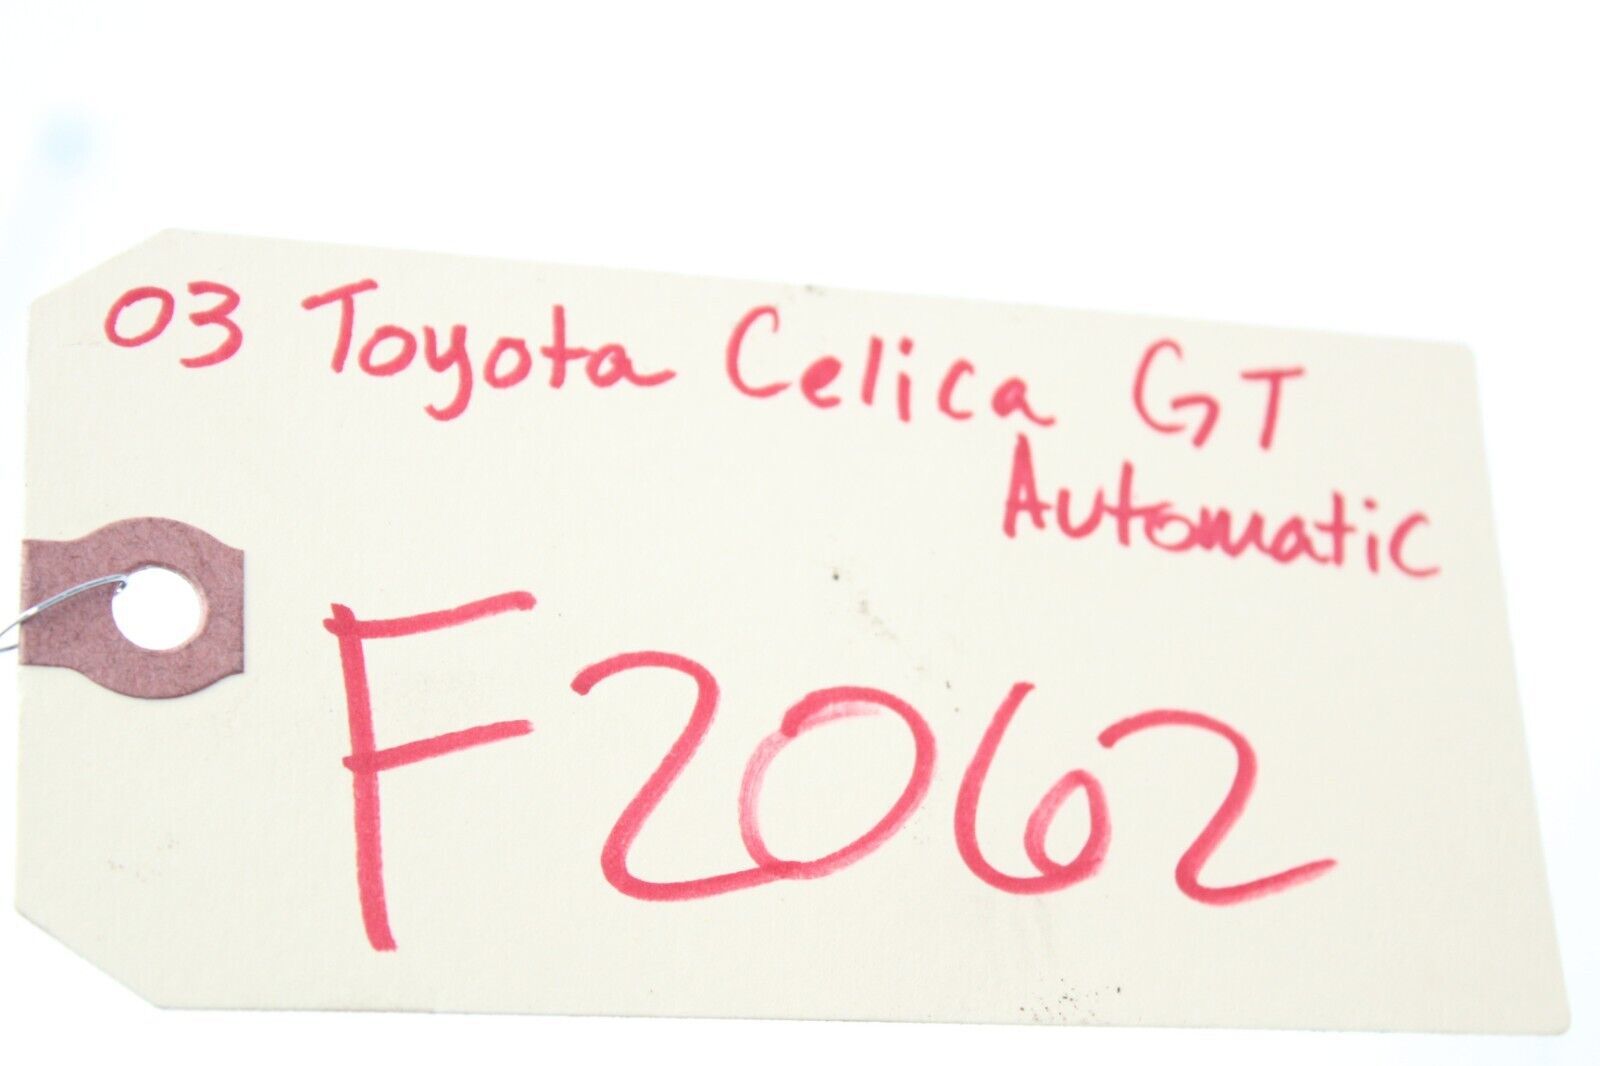 03 Toyota Celica GT
Automatic
F2062